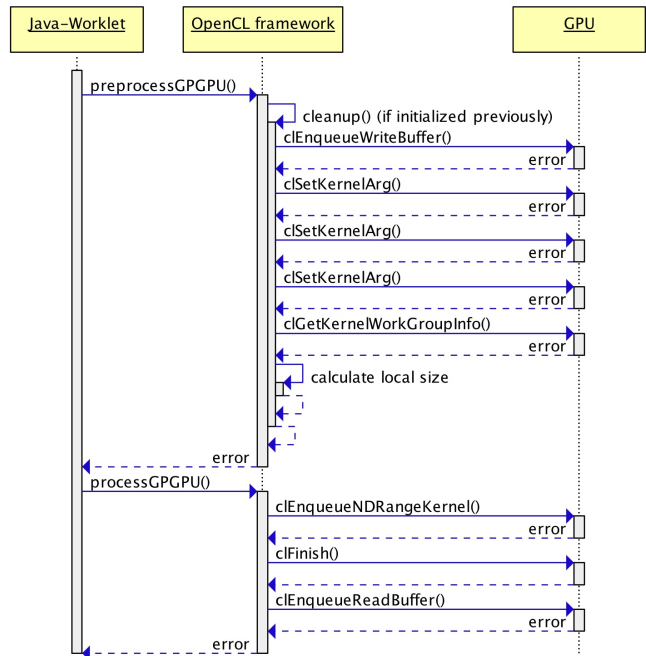 Java-Worklet
OpenCL framework
GPU
preprocessGPGPU()
cleanup() (if initialized previously)
clEnqueueWriteBuffer()
error
clSetKernelArg()
error
clSetKernelArg()
error
clSetKernelArg()
error
clGetKernelWorkGroupInfo()
error
calculate local size
error
processGPGPU()
clEnqueueNDRangeKernel()
error
clFinish()
clEnqueueReadBuffer()
error
error